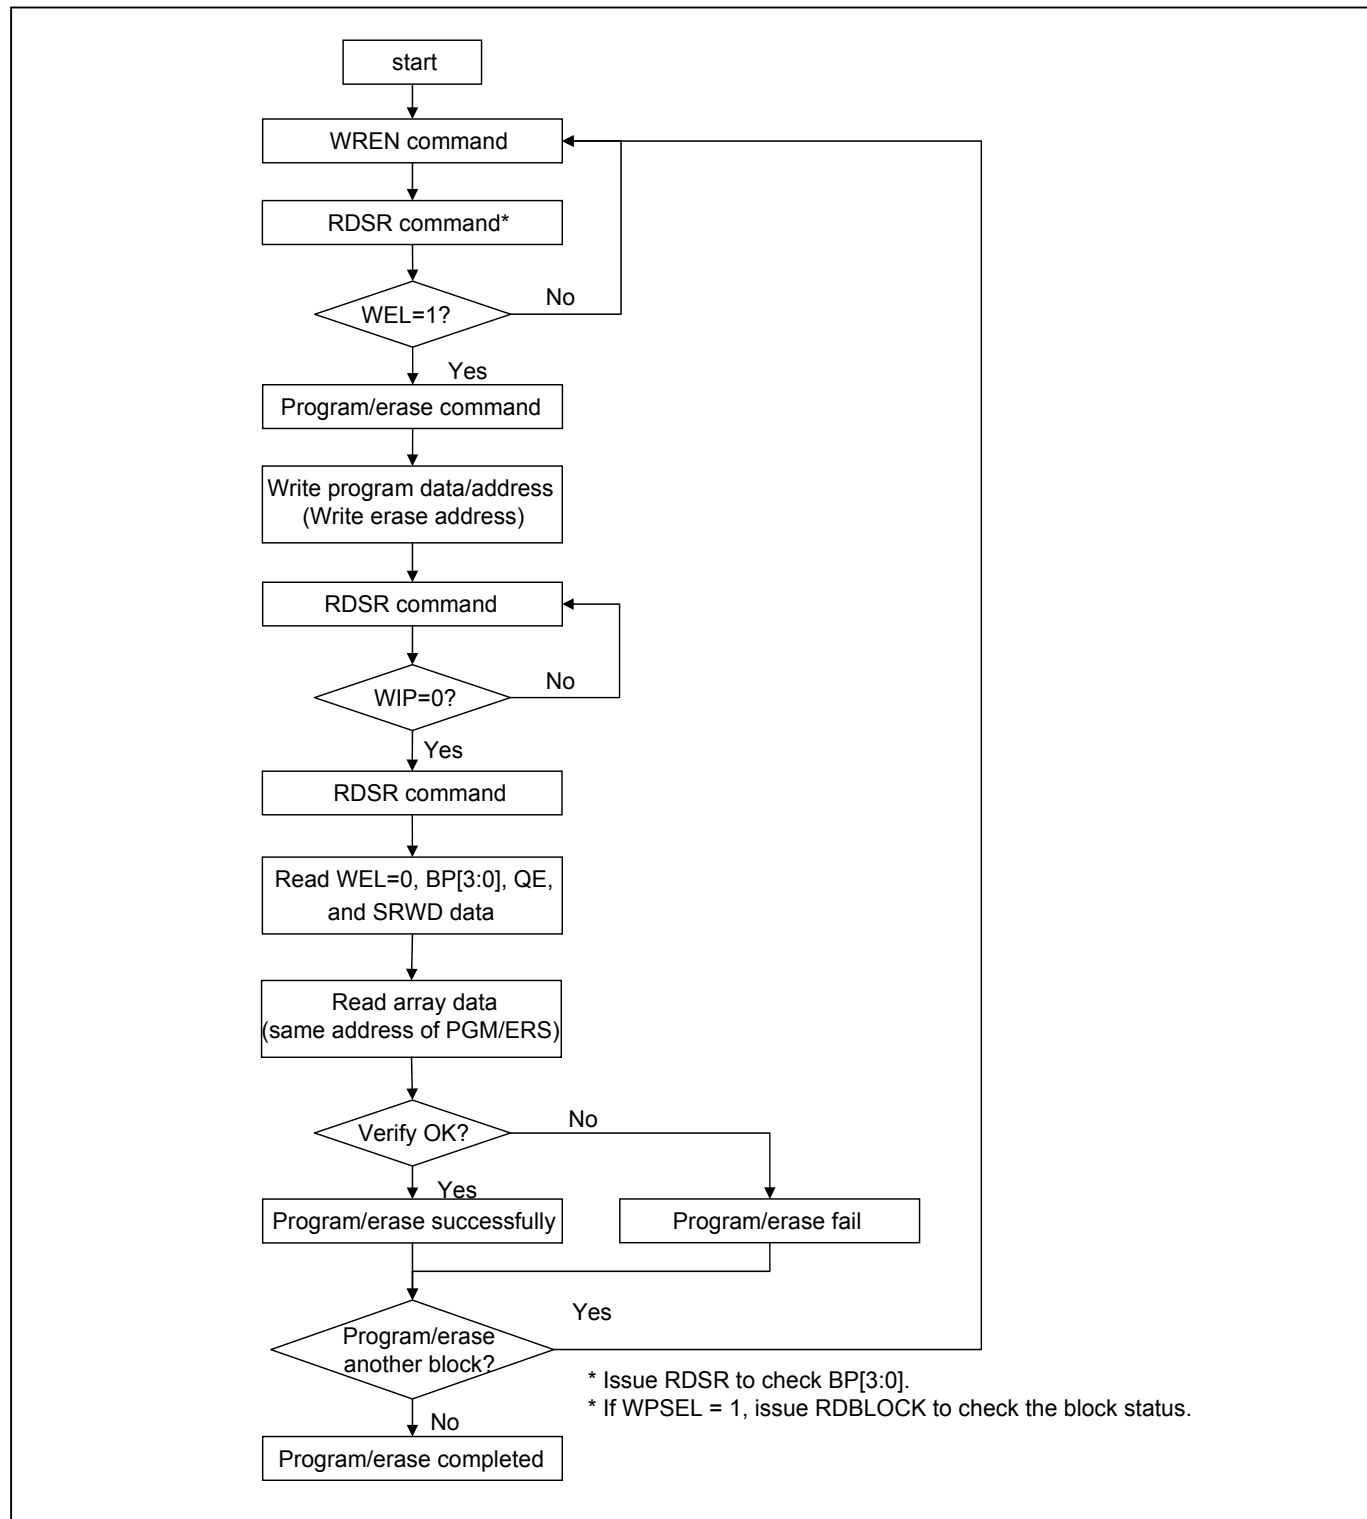 start
WREN command
RDSR command*
WEL=1?
No
Yes
Program/erase command
Write program data/address
(Write erase address)
RDSR command
WIP=0?
No
Yes
RDSR command
Read WEL=0, BP[3:0], QE,
and SRWD data
Read array data
(same address of PGM/ERS)
Verify OK?
No
Yes
Program/erase successfully
Program/erase fail
Program/erase
another block?
Yes
* Issue RDSR to check BP[3:0].
* If WPSEL = 1, issue RDBLOCK to check the block status.
No
Program/erase completed